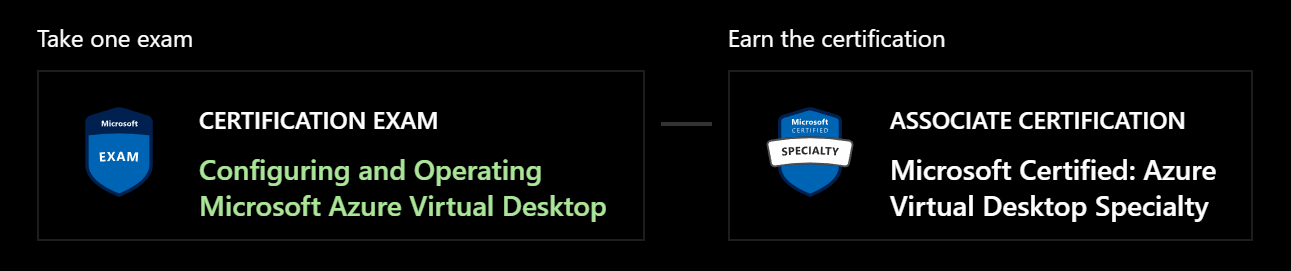 Take one exam
Earn the certification
Microsoft
EXAM
CERTIFICATION EXAM
Configuring and Operating
Microsoft Azure Virtual Desktop
Microsoft
CERTIFIED
SPECIALTY
ASSOCIATE CERTIFICATION
Microsoft Certified: Azure
Virtual Desktop Specialty